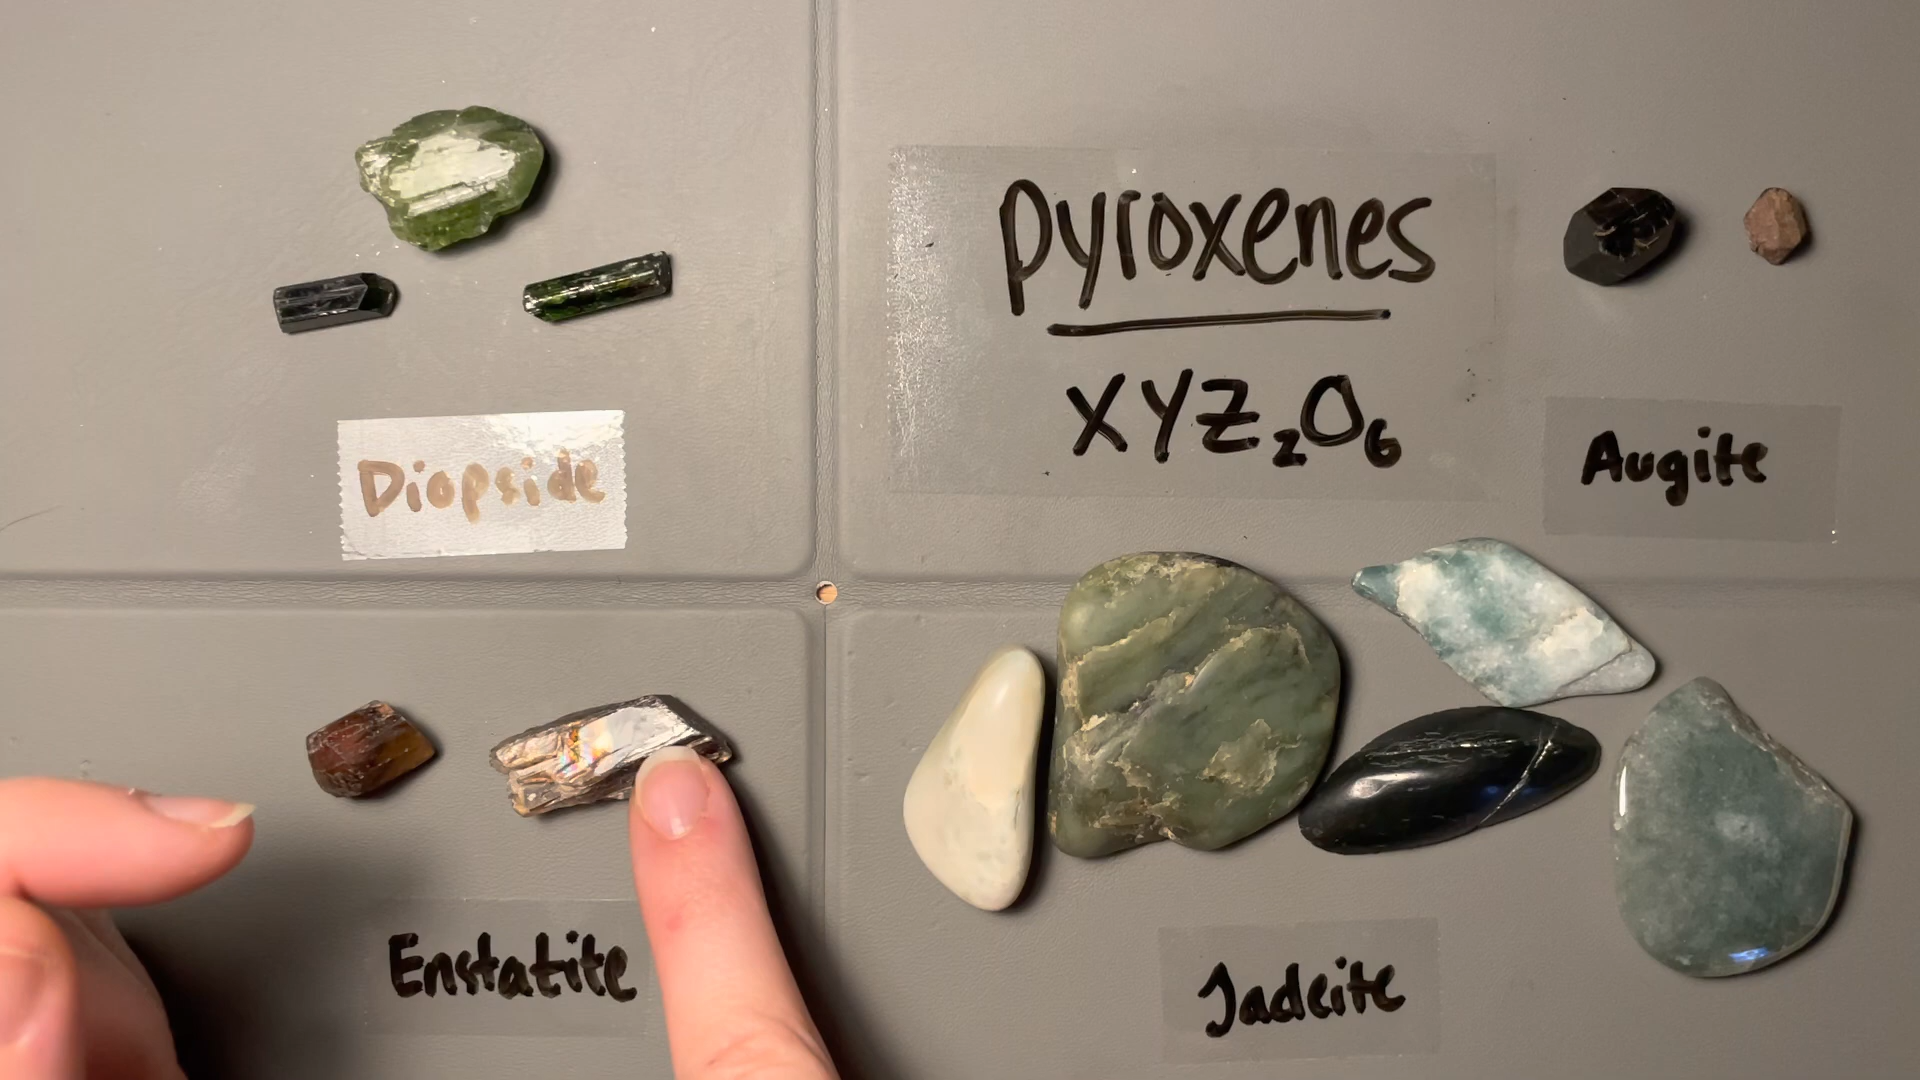 Pyroxenes
XYZ₂O₆
Augite
Diopside
Enstatite
Jadeite